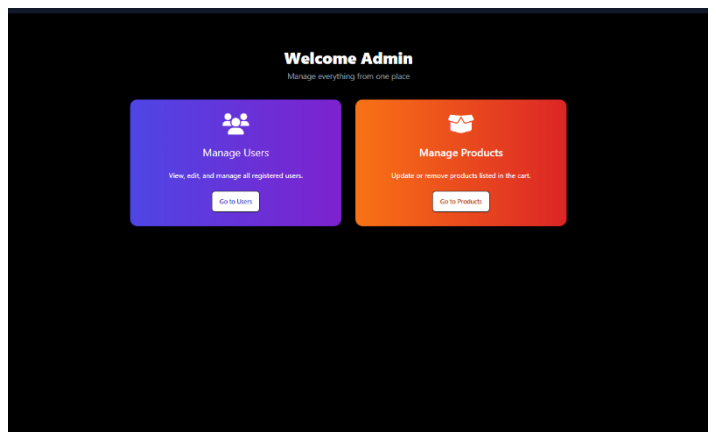 Welcome Admin
Manage everything from one place
Manage Users
View, edit, and manage all registered users.
Go to Users
Manage Products
Update or remove products listed in the cart.
Go to Products